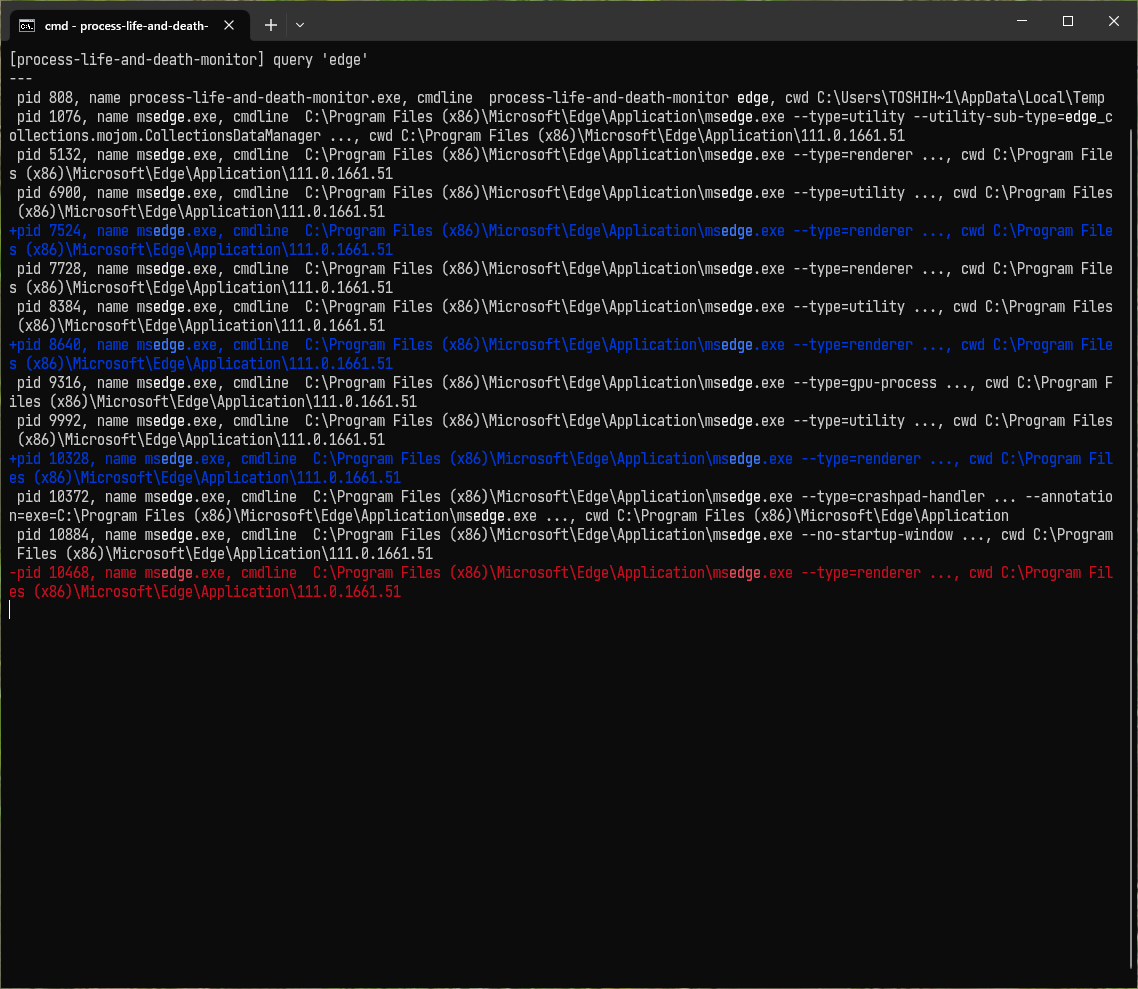 cmd - process-life-and-death-
[process-life-and-death-monitor] query 'edge'
---
 pid 808, name process-life-and-death-monitor.exe, cmdline  process-life-and-death-monitor edge, cwd C:\Users\TOSHIH~1\AppData\Local\Temp
 pid 1076, name msedge.exe, cmdline  C:\Program Files (x86)\Microsoft\Edge\Application\msedge.exe --type=utility --utility-sub-type=edge_c
ollections.mojom.CollectionsDataManager ..., cwd C:\Program Files (x86)\Microsoft\Edge\Application\111.0.1661.51
 pid 5132, name msedge.exe, cmdline  C:\Program Files (x86)\Microsoft\Edge\Application\msedge.exe --type=renderer ..., cwd C:\Program File
s (x86)\Microsoft\Edge\Application\111.0.1661.51
 pid 6900, name msedge.exe, cmdline  C:\Program Files (x86)\Microsoft\Edge\Application\msedge.exe --type=utility ..., cwd C:\Program Files
 (x86)\Microsoft\Edge\Application\111.0.1661.51
+pid 7524, name msedge.exe, cmdline  C:\Program Files (x86)\Microsoft\Edge\Application\msedge.exe --type=renderer ..., cwd C:\Program File
s (x86)\Microsoft\Edge\Application\111.0.1661.51
 pid 7728, name msedge.exe, cmdline  C:\Program Files (x86)\Microsoft\Edge\Application\msedge.exe --type=renderer ..., cwd C:\Program File
s (x86)\Microsoft\Edge\Application\111.0.1661.51
 pid 8384, name msedge.exe, cmdline  C:\Program Files (x86)\Microsoft\Edge\Application\msedge.exe --type=utility ..., cwd C:\Program Files
 (x86)\Microsoft\Edge\Application\111.0.1661.51
+pid 8640, name msedge.exe, cmdline  C:\Program Files (x86)\Microsoft\Edge\Application\msedge.exe --type=renderer ..., cwd C:\Program File
s (x86)\Microsoft\Edge\Application\111.0.1661.51
 pid 9316, name msedge.exe, cmdline  C:\Program Files (x86)\Microsoft\Edge\Application\msedge.exe --type=gpu-process ..., cwd C:\Program F
iles (x86)\Microsoft\Edge\Application\111.0.1661.51
 pid 9992, name msedge.exe, cmdline  C:\Program Files (x86)\Microsoft\Edge\Application\msedge.exe --type=utility ..., cwd C:\Program Files
 (x86)\Microsoft\Edge\Application\111.0.1661.51
+pid 10328, name msedge.exe, cmdline  C:\Program Files (x86)\Microsoft\Edge\Application\msedge.exe --type=renderer ..., cwd C:\Program Fil
es (x86)\Microsoft\Edge\Application\111.0.1661.51
 pid 10372, name msedge.exe, cmdline  C:\Program Files (x86)\Microsoft\Edge\Application\msedge.exe --type=crashpad-handler ... --annotatio
n=exe=C:\Program Files (x86)\Microsoft\Edge\Application\msedge.exe ..., cwd C:\Program Files (x86)\Microsoft\Edge\Application
 pid 10884, name msedge.exe, cmdline  C:\Program Files (x86)\Microsoft\Edge\Application\msedge.exe --no-startup-window ..., cwd C:\Program
 Files (x86)\Microsoft\Edge\Application\111.0.1661.51
-pid 10468, name msedge.exe, cmdline  C:\Program Files (x86)\Microsoft\Edge\Application\msedge.exe --type=renderer ..., cwd C:\Program Fil
es (x86)\Microsoft\Edge\Application\111.0.1661.51